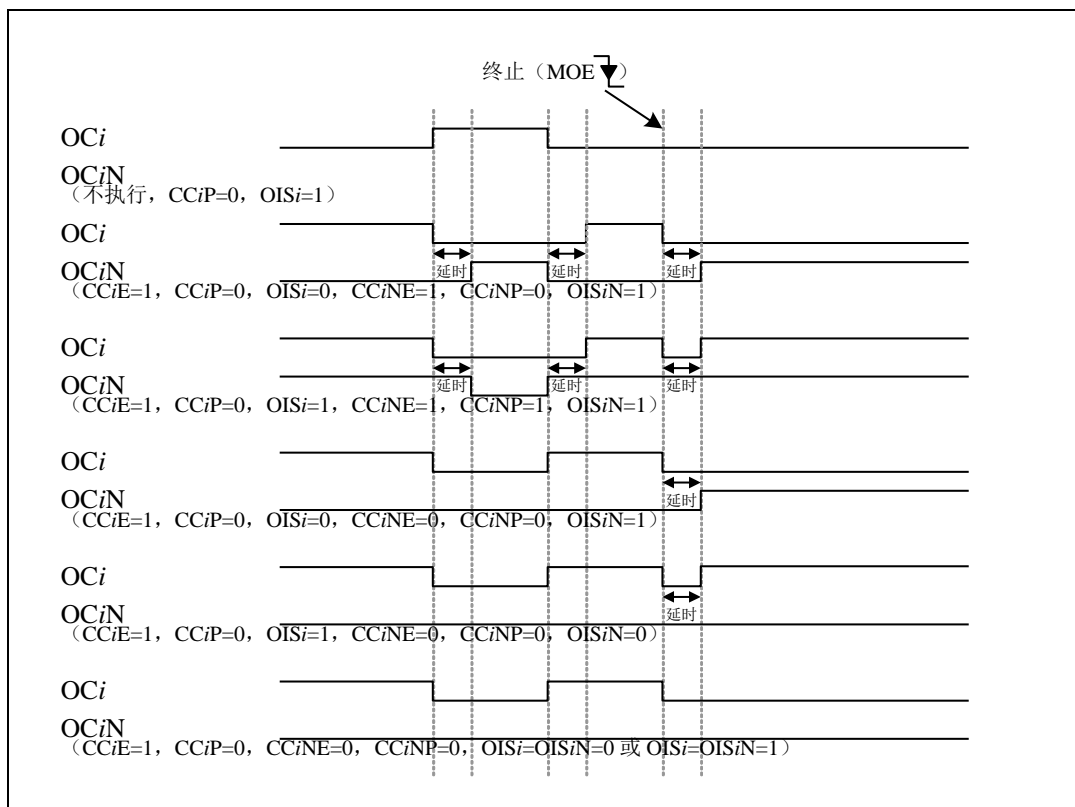 终止（MOE）
OCi
OCiN
（不执行，CCiP=0，OISi=1）
OCi
延时 延时 延时
OCiN
（CCiE=1，CCiP=0，OISi=0，CCiNE=1，CCiNP=0，OISiN=1）
OCi
延时 延时 延时
OCiN
（CCiE=1，CCiP=0，OISi=1，CCiNE=1，CCiNP=1，OISiN=1）
OCi
延时
OCiN
（CCiE=1，CCiP=0，OISi=0，CCiNE=0，CCiNP=0，OISiN=1）
OCi
延时
OCiN
（CCiE=1，CCiP=0，OISi=1，CCiNE=0，CCiNP=0，OISiN=0）
OCi
OCiN
（CCiE=1，CCiP=0，CCiNE=0，CCiNP=0，OISi=OISiN=0 或 OISi=OISiN=1）